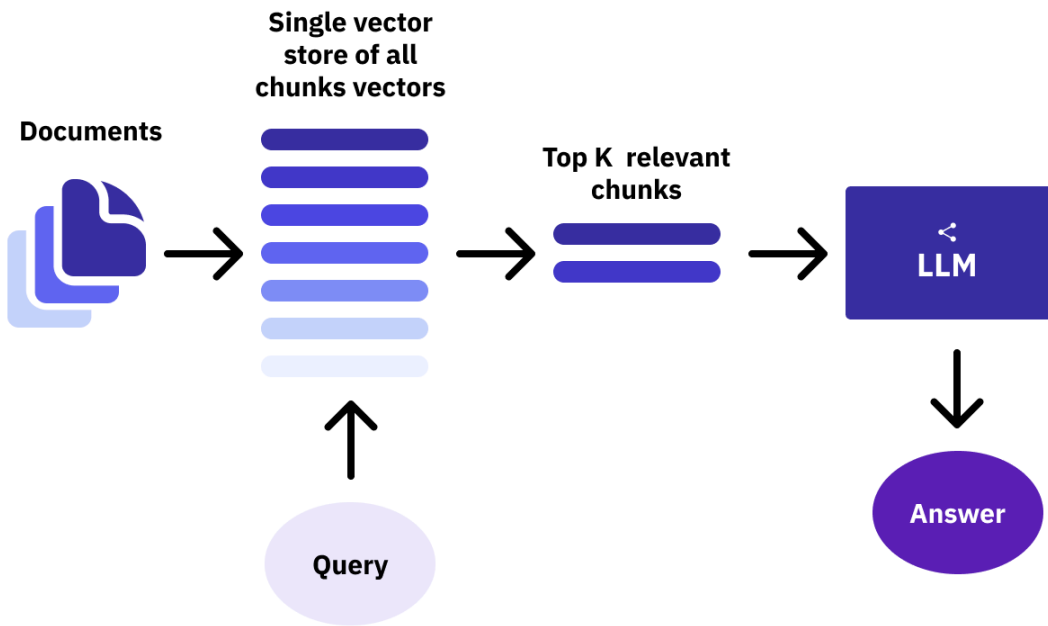 Single vector
store of all
chunks vectors
Documents
Top K relevant
chunks
LLM
Query
Answer